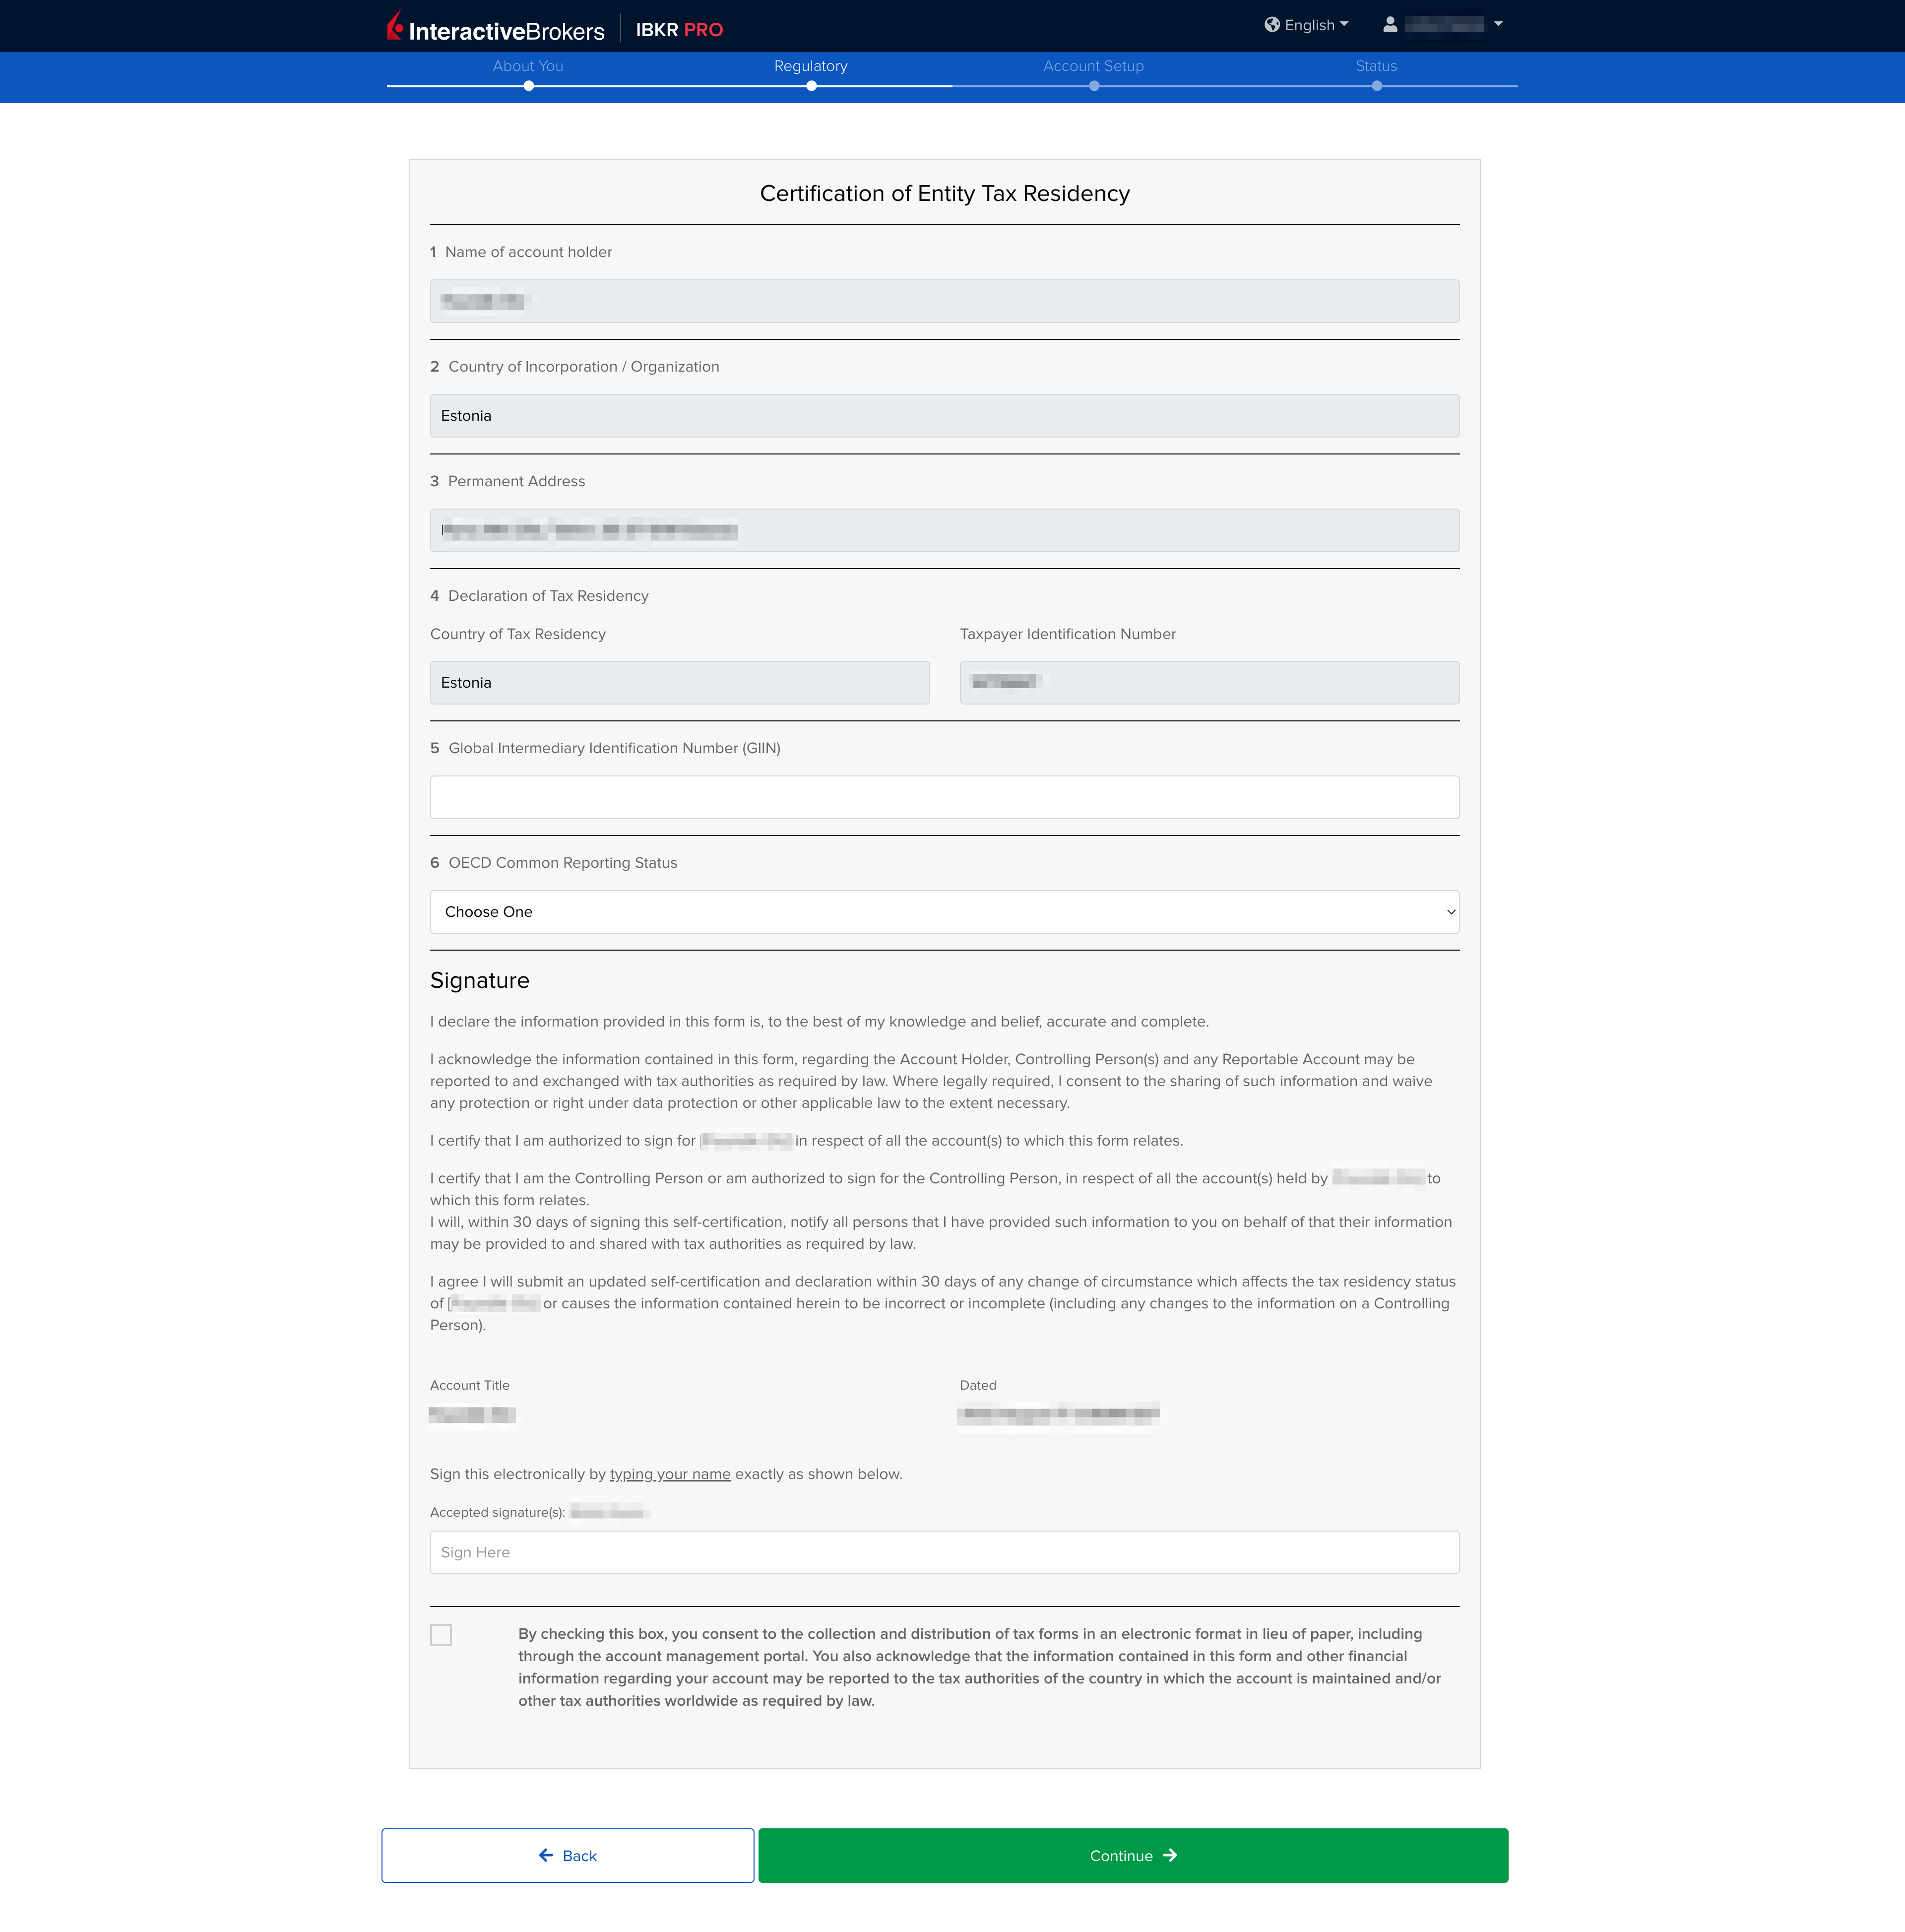 InteractiveBrokers IBKR PRO English
About You Regulatory Account Setup Status
Certification of Entity Tax Residency
1 Name of account holder
2 Country of Incorporation / Organization
Estonia
3 Permanent Address
4 Declaration of Tax Residency
Country of Tax Residency Taxpayer Identification Number
Estonia
5 Global Intermediary Identification Number (GIIN)
6 OECD Common Reporting Status
Choose One
Signature
I declare the information provided in this form is, to the best of my knowledge and belief, accurate and complete.
I acknowledge the information contained in this form, regarding the Account Holder, Controlling Person(s) and any Reportable Account may be
reported to and exchanged with tax authorities as required by law. Where legally required, I consent to the sharing of such information and waive
any protection or right under data protection or other applicable law to the extent necessary.
I certify that I am authorized to sign for in respect of all the account(s) to which this form relates.
I certify that I am the Controlling Person or am authorized to sign for the Controlling Person, in respect of all the account(s) held by to
which this form relates.
I will, within 30 days of signing this self-certification, notify all persons that I have provided such information to you on behalf of that their information
may be provided to and shared with tax authorities as required by law.
I agree I will submit an updated self-certification and declaration within 30 days of any change of circumstance which affects the tax residency status
of or causes the information contained herein to be incorrect or incomplete (including any changes to the information on a Controlling
Person).
Account Title Dated
Sign this electronically by typing your name exactly as shown below.
Accepted signature(s):
Sign Here
By checking this box, you consent to the collection and distribution of tax forms in an electronic format in lieu of paper, including
through the account management portal. You also acknowledge that the information contained in this form and other financial
information regarding your account may be reported to the tax authorities of the country in which the account is maintained and/or
other tax authorities worldwide as required by law.
Back Continue